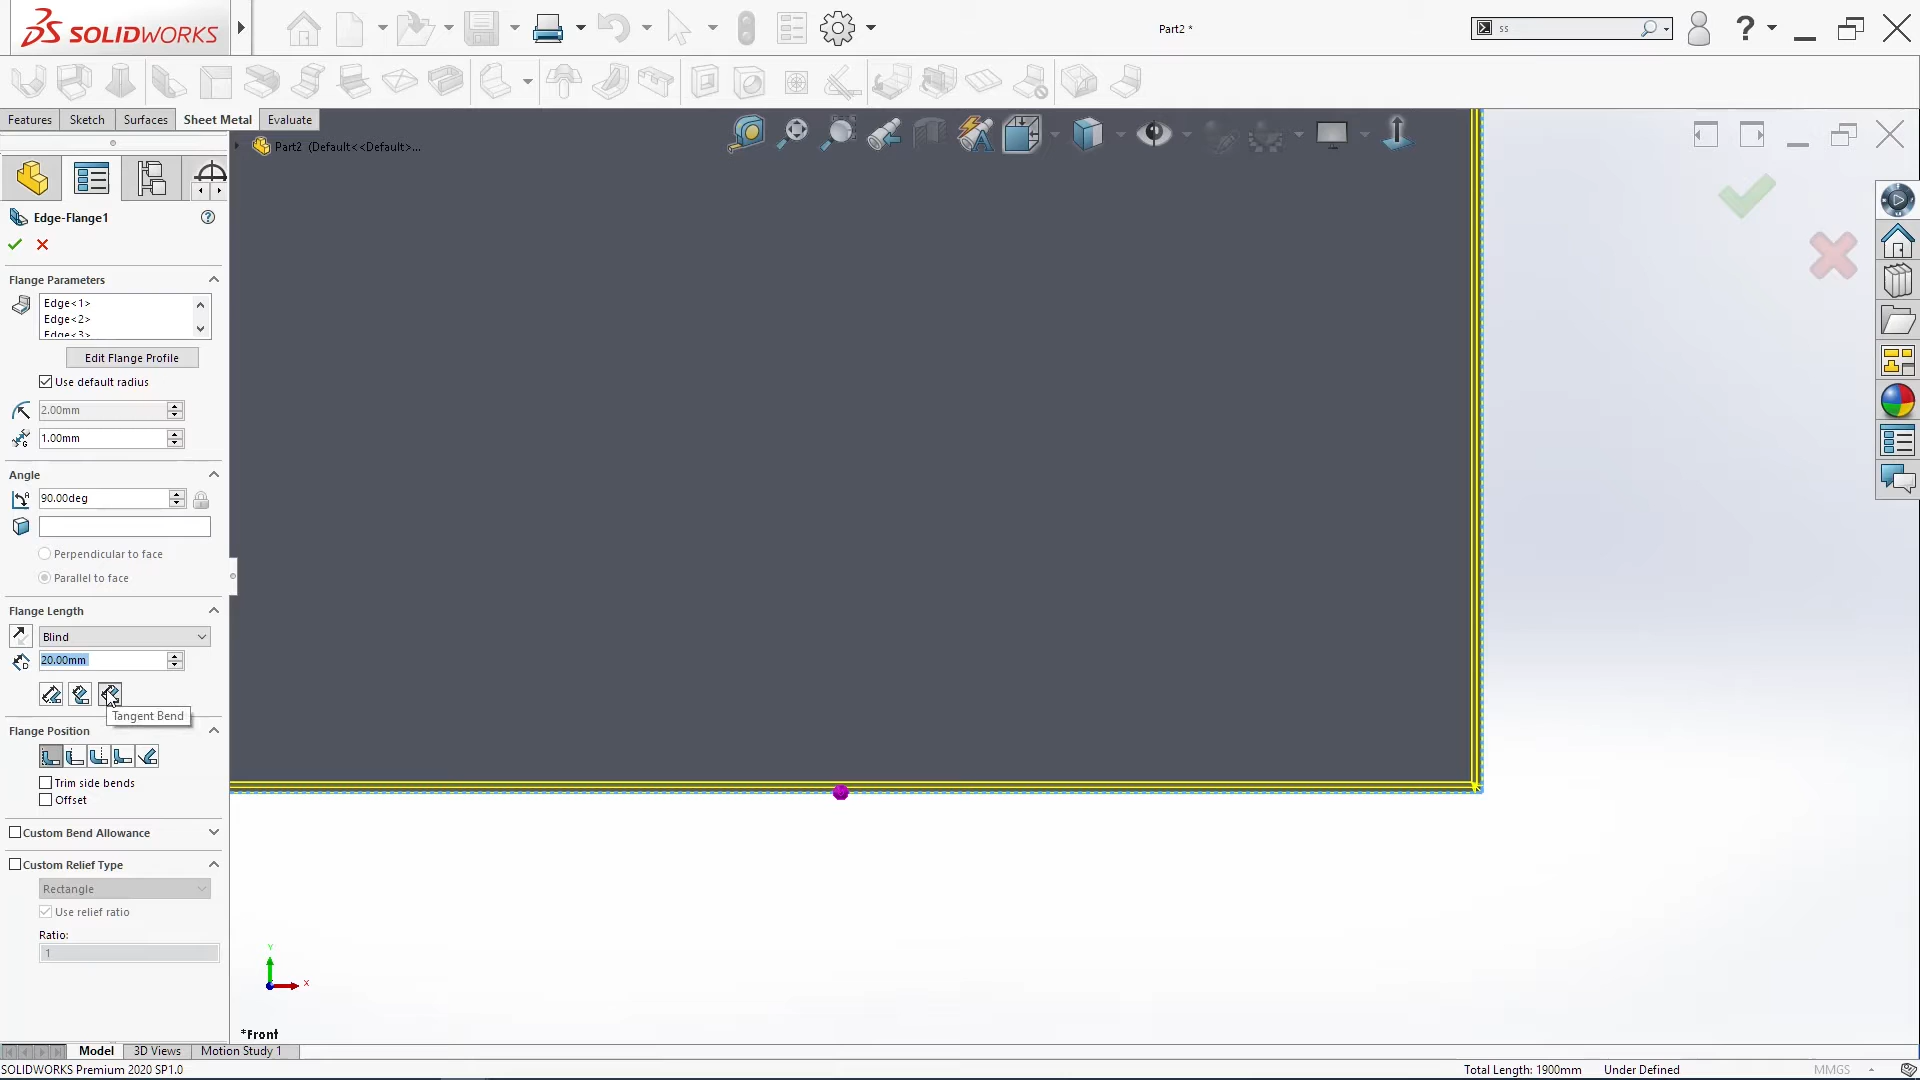 SOLIDWORKS
Part2 *
ss
Features
Sketch
Surfaces
Sheet Metal
Evaluate
Part2 (Default<<Default>...
Edge-Flange1
Flange Parameters
Edge<1>
Edge<2>
Edge<3>
Edit Flange Profile
Use default radius
2.00mm
1.00mm
Angle
90.00deg
Perpendicular to face
Parallel to face
Flange Length
Blind
20.00mm
Tangent Bend
Flange Position
Trim side bends
Offset
Custom Bend Allowance
Custom Relief Type
Rectangle
Use relief ratio
Ratio:
1
Y
X
*Front
Model
3D Views
Motion Study 1
SOLIDWORKS Premium 2020 SP1.0
Total Length: 1900mm
Under Defined
MMGS